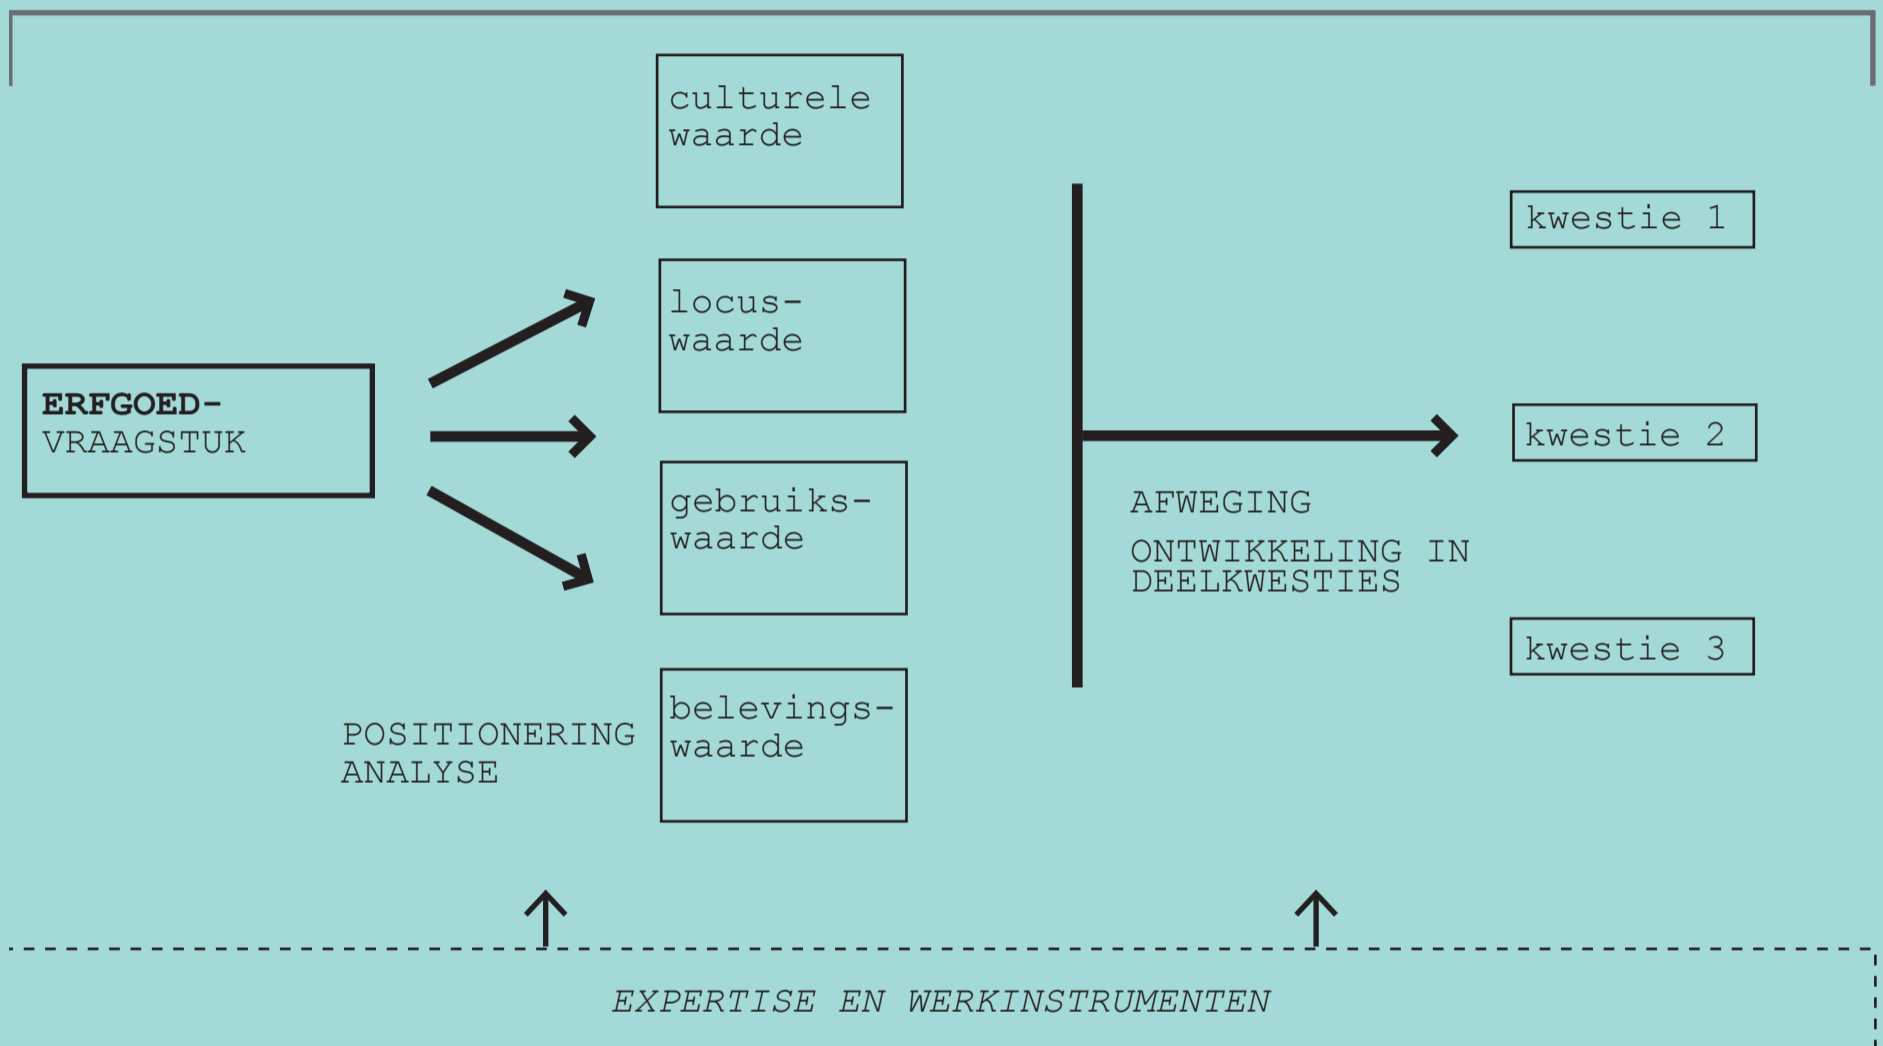 ERFGOED-
VRAAGSTUK
POSITIONERING
ANALYSE
culturele
waarde
locus-
waarde
gebruiks-
waarde
belevings-
waarde
AFWEGING
ONTWIKKELING IN
DEELKWESTIES
kwestie 1
kwestie 2
kwestie 3
EXPERTISE EN WERKINSTRUMENTEN